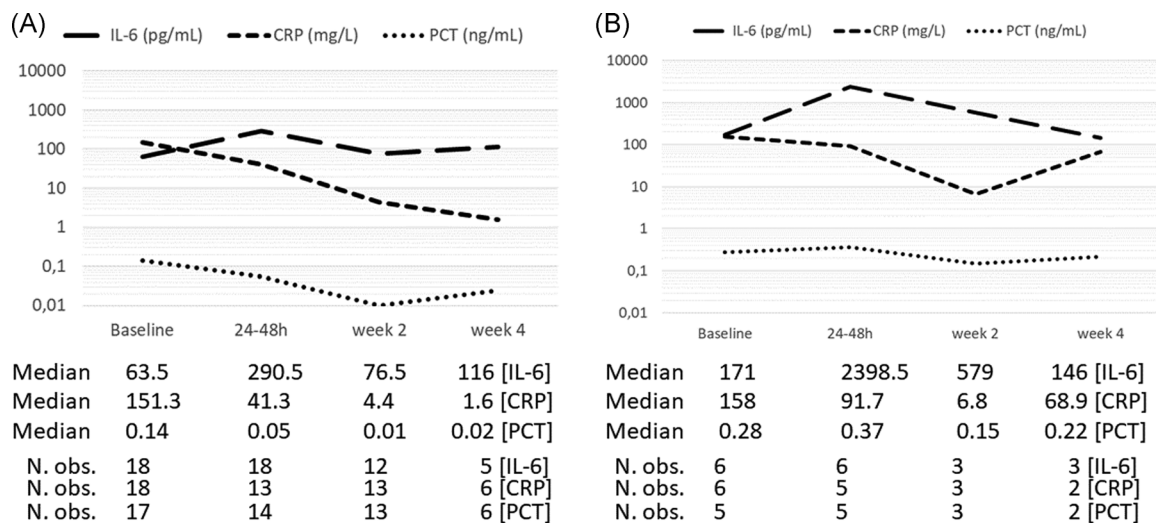 (A)
IL-6 (pg/mL) CRP (mg/L) PCT (ng/mL)
10000
1000
100
10
1
0,1
0,01
Baseline 24-48h week 2 week 4
Median 63.5 290.5 76.5 116 [IL-6]
Median 151.3 41.3 4.4 1.6 [CRP]
Median 0.14 0.05 0.01 0.02 [PCT]
N. obs. 18 18 12 5 [IL-6]
N. obs. 18 13 13 6 [CRP]
N. obs. 17 14 13 6 [PCT]
(B)
IL-6 (pg/mL) CRP (mg/L) PCT (ng/mL)
10000
1000
100
10
1
0,1
0,01
Baseline 24-48h week 2 week 4
Median 171 2398.5 579 146 [IL-6]
Median 158 91.7 6.8 68.9 [CRP]
Median 0.28 0.37 0.15 0.22 [PCT]
N. obs. 6 6 3 3 [IL-6]
N. obs. 6 5 3 2 [CRP]
N. obs. 5 5 3 2 [PCT]